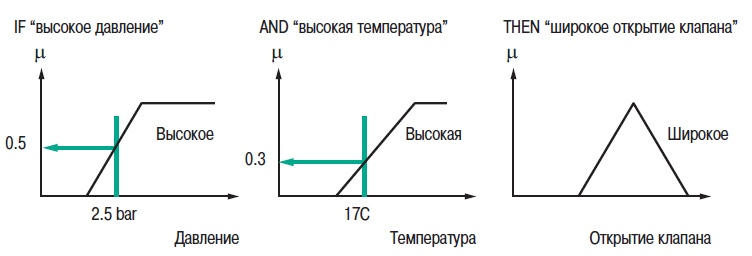 IF “высокое давление”
AND “высокая температура”
THEN “широкое открытие клапана”
μ
μ
μ
Высокое
Высокая
Широкое
0.5
0.3
2.5 bar
17C
Давление
Температура
Открытие клапана